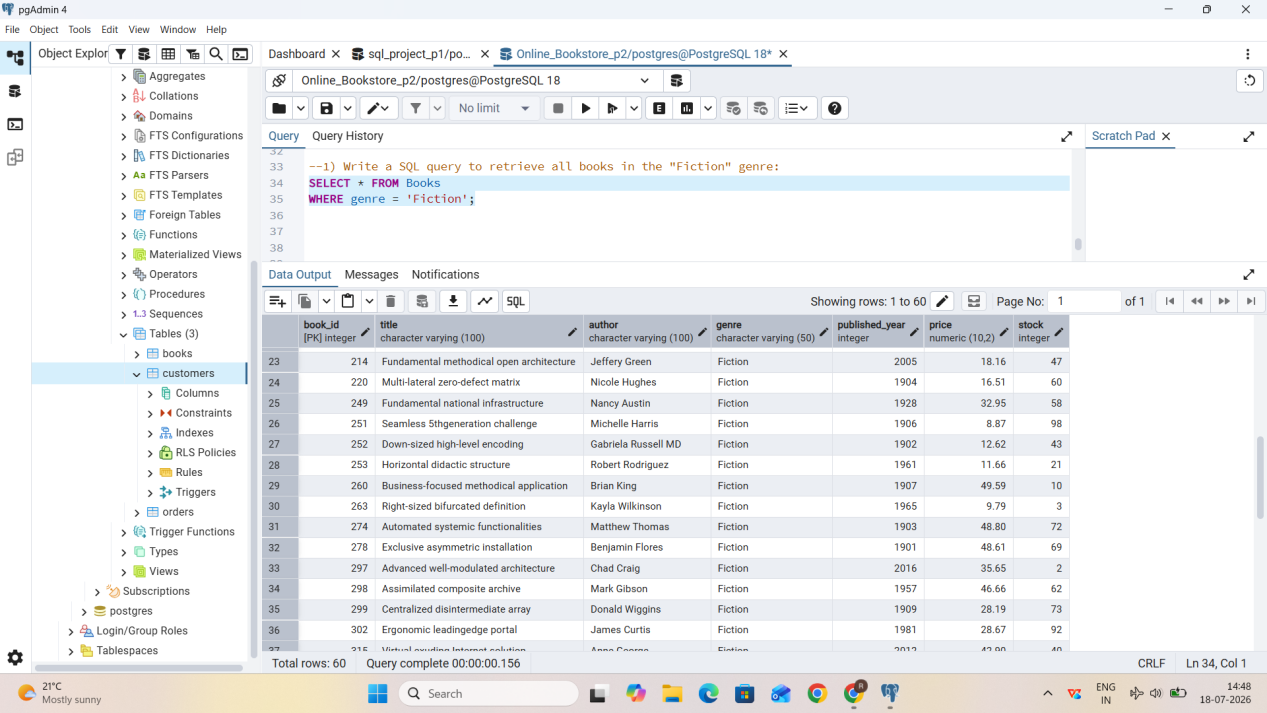 pgAdmin 4
File Object Tools Edit View Window Help
Object Explor
Dashboard sql_project_p1/po... Online_Bookstore_p2/postgres@PostgreSQL 18*
Online_Bookstore_p2/postgres@PostgreSQL 18
No limit
Query Query History Scratch Pad
32
33 --1) Write a SQL query to retrieve all books in the "Fiction" genre:
34 SELECT * FROM Books
35 WHERE genre = 'Fiction';
36
37
38
Aggregates
Collations
Domains
FTS Configurations
FTS Dictionaries
FTS Parsers
FTS Templates
Foreign Tables
Functions
Materialized Views
Operators
Procedures
1..3 Sequences
Tables (3)
books
customers
Columns
Constraints
Indexes
RLS Policies
Rules
Triggers
orders
Trigger Functions
Types
Views
Subscriptions
postgres
Login/Group Roles
Tablespaces
Data Output Messages Notifications
SQL Showing rows: 1 to 60 Page No: 1 of 1
book_id title author genre published_year price stock
[PK] integer character varying (100) character varying (100) character varying (50) integer numeric (10,2) integer
23 214 Fundamental methodical open architecture Jeffery Green Fiction 2005 18.16 47
24 220 Multi-lateral zero-defect matrix Nicole Hughes Fiction 1904 16.51 60
25 249 Fundamental national infrastructure Nancy Austin Fiction 1928 32.95 58
26 251 Seamless 5thgeneration challenge Michelle Harris Fiction 1906 8.87 98
27 252 Down-sized high-level encoding Gabriela Russell MD Fiction 1902 12.62 43
28 253 Horizontal didactic structure Robert Rodriguez Fiction 1961 11.66 21
29 260 Business-focused methodical application Brian King Fiction 1907 49.59 10
30 263 Right-sized bifurcated definition Kayla Wilkinson Fiction 1965 9.79 3
31 274 Automated systemic functionalities Matthew Thomas Fiction 1903 48.80 72
32 278 Exclusive asymmetric installation Benjamin Flores Fiction 1901 48.61 69
33 297 Advanced well-modulated architecture Chad Craig Fiction 2016 35.65 2
34 298 Assimilated composite archive Mark Gibson Fiction 1957 46.66 62
35 299 Centralized disintermediate array Donald Wiggins Fiction 1909 28.19 73
36 302 Ergonomic leadingedge portal James Curtis Fiction 1981 28.67 92
Total rows: 60 Query complete 00:00:00.156 CRLF Ln 34, Col 1
21°C
Mostly sunny
Search
ENG
IN
14:48
18-07-2026